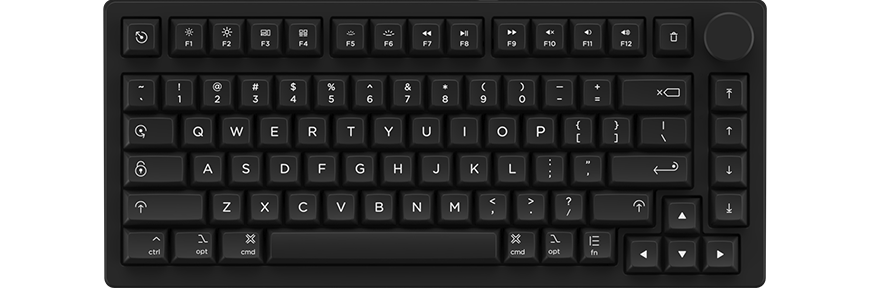 F1 F2 F3 F4 F5 F6 F7 F8 F9 F10 F11 F12
~ ! @ # $ % ^ & * ( ) _ +
` 1 2 3 4 5 6 7 8 9 0 - =
Q W E R T Y U I O P { } |
[ ] \
A S D F G H J K L : "
; '
Z X C V B N M < > ?
, . /
ctrl opt cmd cmd opt fn